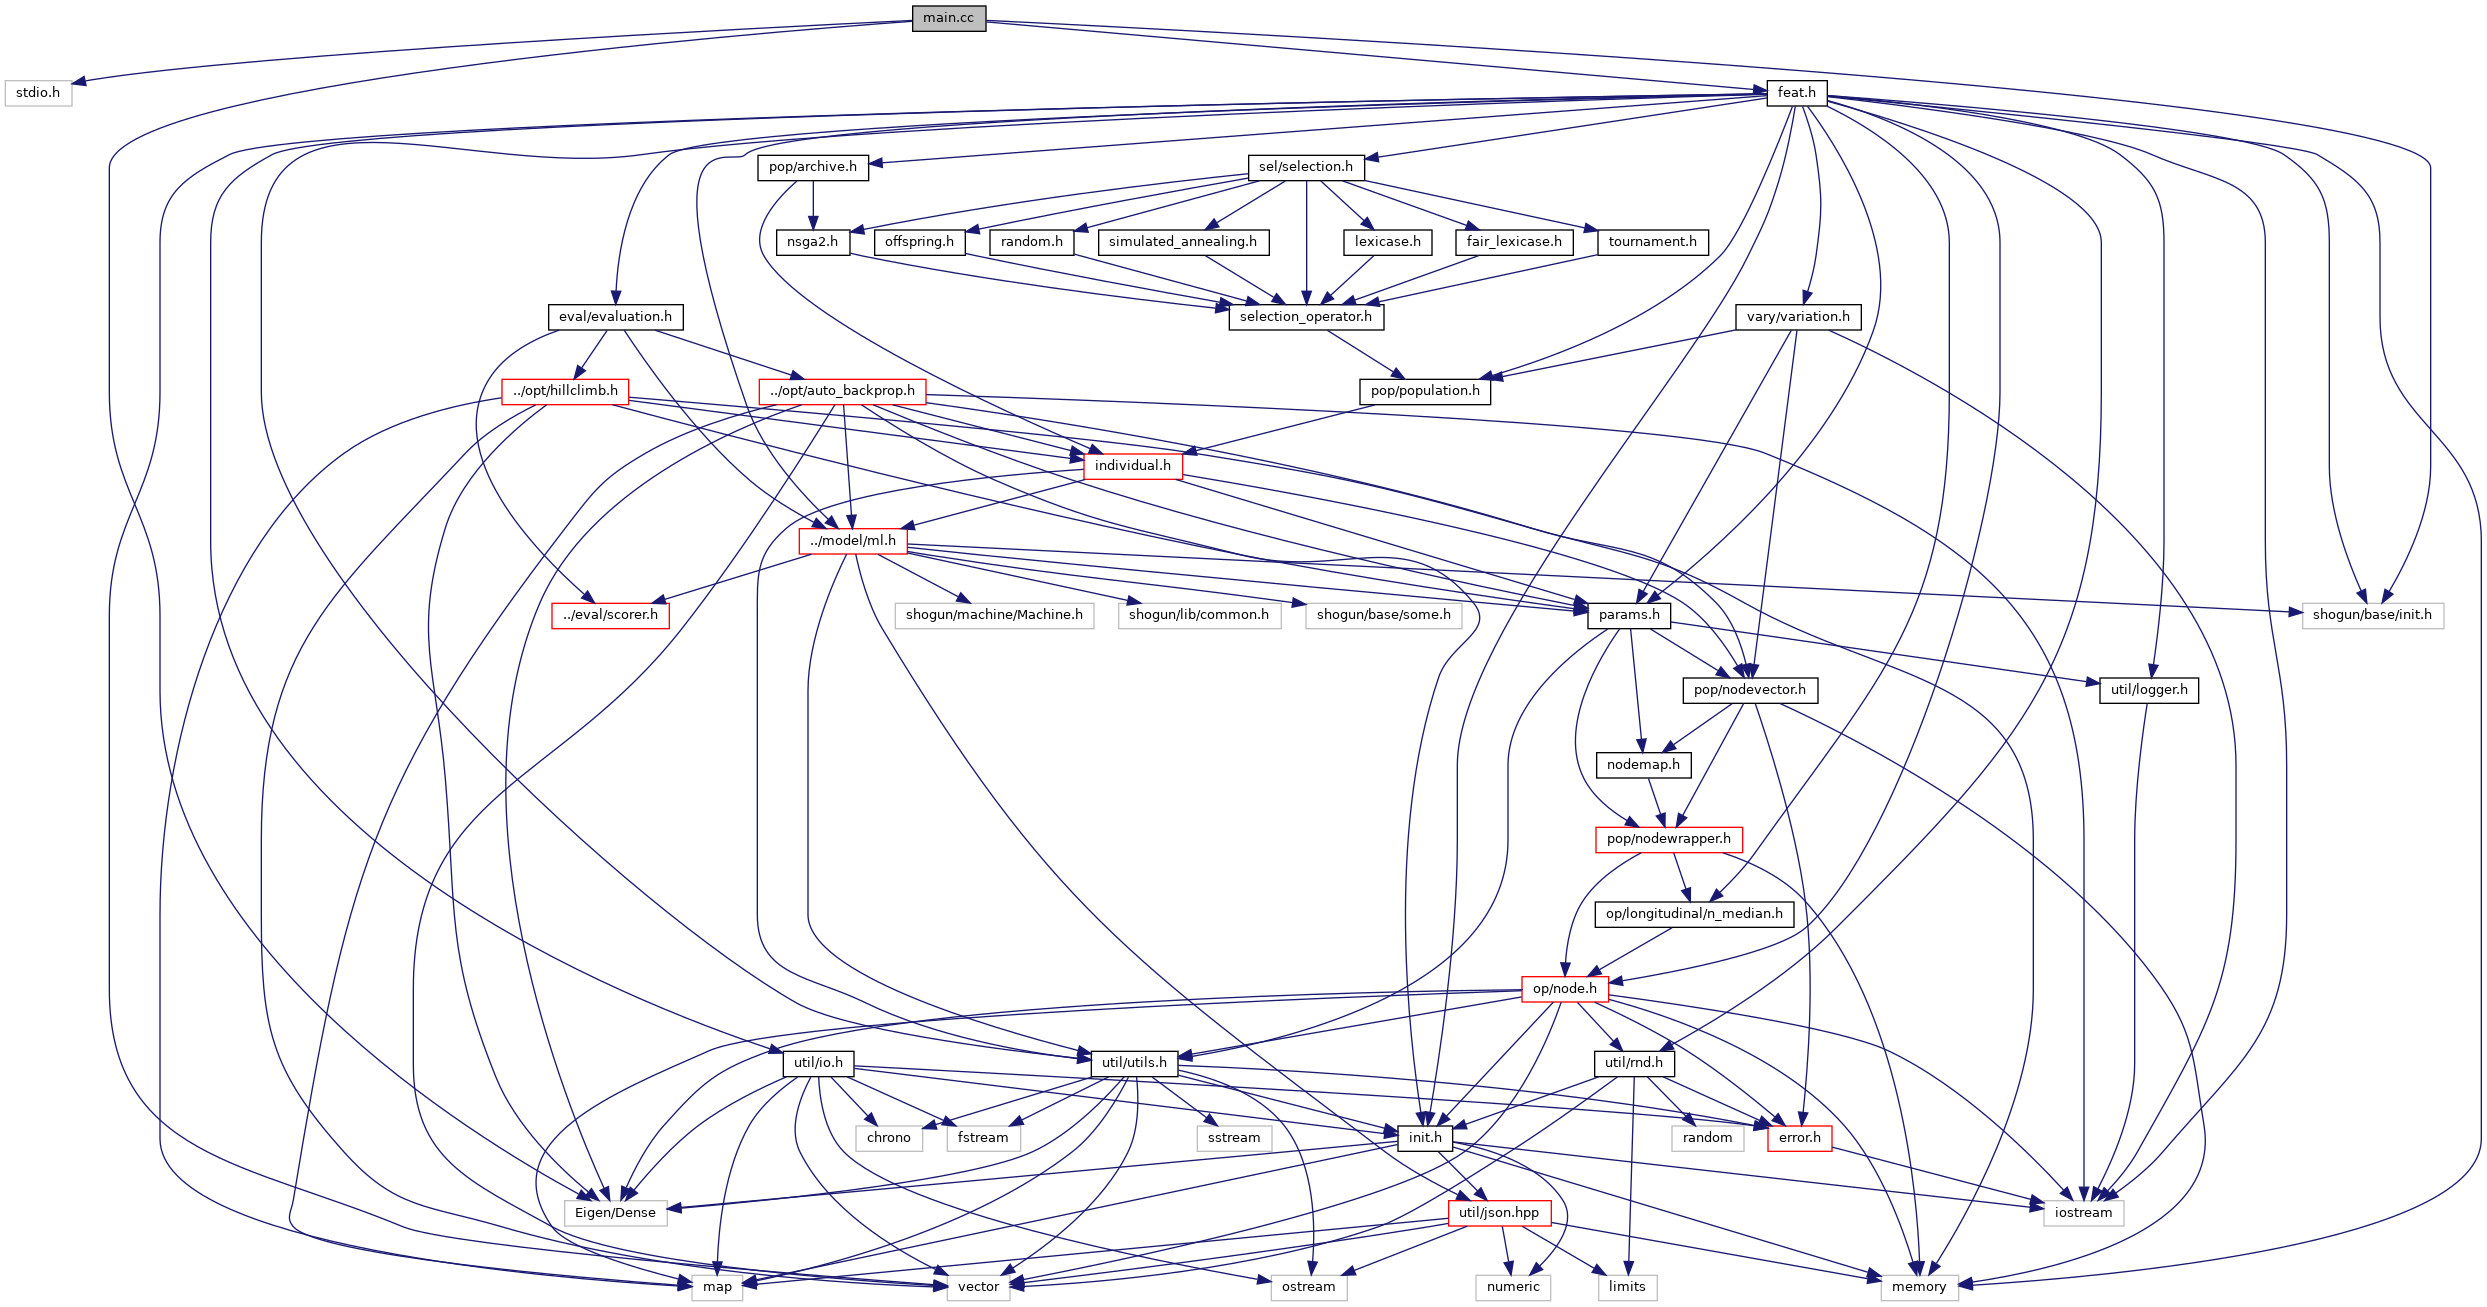 main.cc
stdio.h
feat.h
pop/archive.h
sel/selection.h
nsga2.h
offspring.h
random.h
simulated_annealing.h
lexicase.h
fair_lexicase.h
tournament.h
eval/evaluation.h
selection_operator.h
vary/variation.h
../opt/hillclimb.h
../opt/auto_backprop.h
pop/population.h
individual.h
../model/ml.h
../eval/scorer.h
shogun/machine/Machine.h
shogun/lib/common.h
shogun/base/some.h
params.h
shogun/base/init.h
pop/nodevector.h
util/logger.h
nodemap.h
pop/nodewrapper.h
op/longitudinal/n_median.h
op/node.h
util/io.h
util/utils.h
util/rnd.h
chrono
fstream
sstream
init.h
random
error.h
Eigen/Dense
util/json.hpp
iostream
map
vector
ostream
numeric
limits
memory